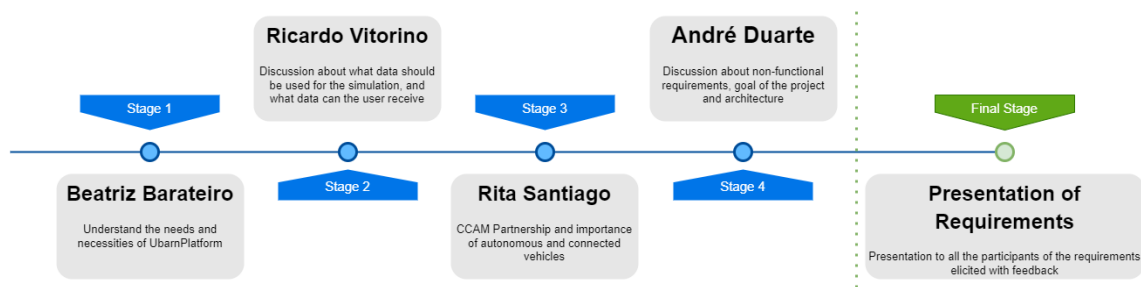 Stage 1
Beatriz Barateiro
Understand the needs and
necessities of UbarnPlatform
Ricardo Vitorino
Discussion about what data should
be used for the simulation, and
what data can the user receive
Stage 2
Stage 3
Rita Santiago
CCAM Partnership and importance
of autonomous and connected
vehicles
André Duarte
Discussion about non-functional
requirements, goal of the project
and architecture
Stage 4
Final Stage
Presentation of
Requirements
Presentation to all the participants of the requirements
elicited with feedback